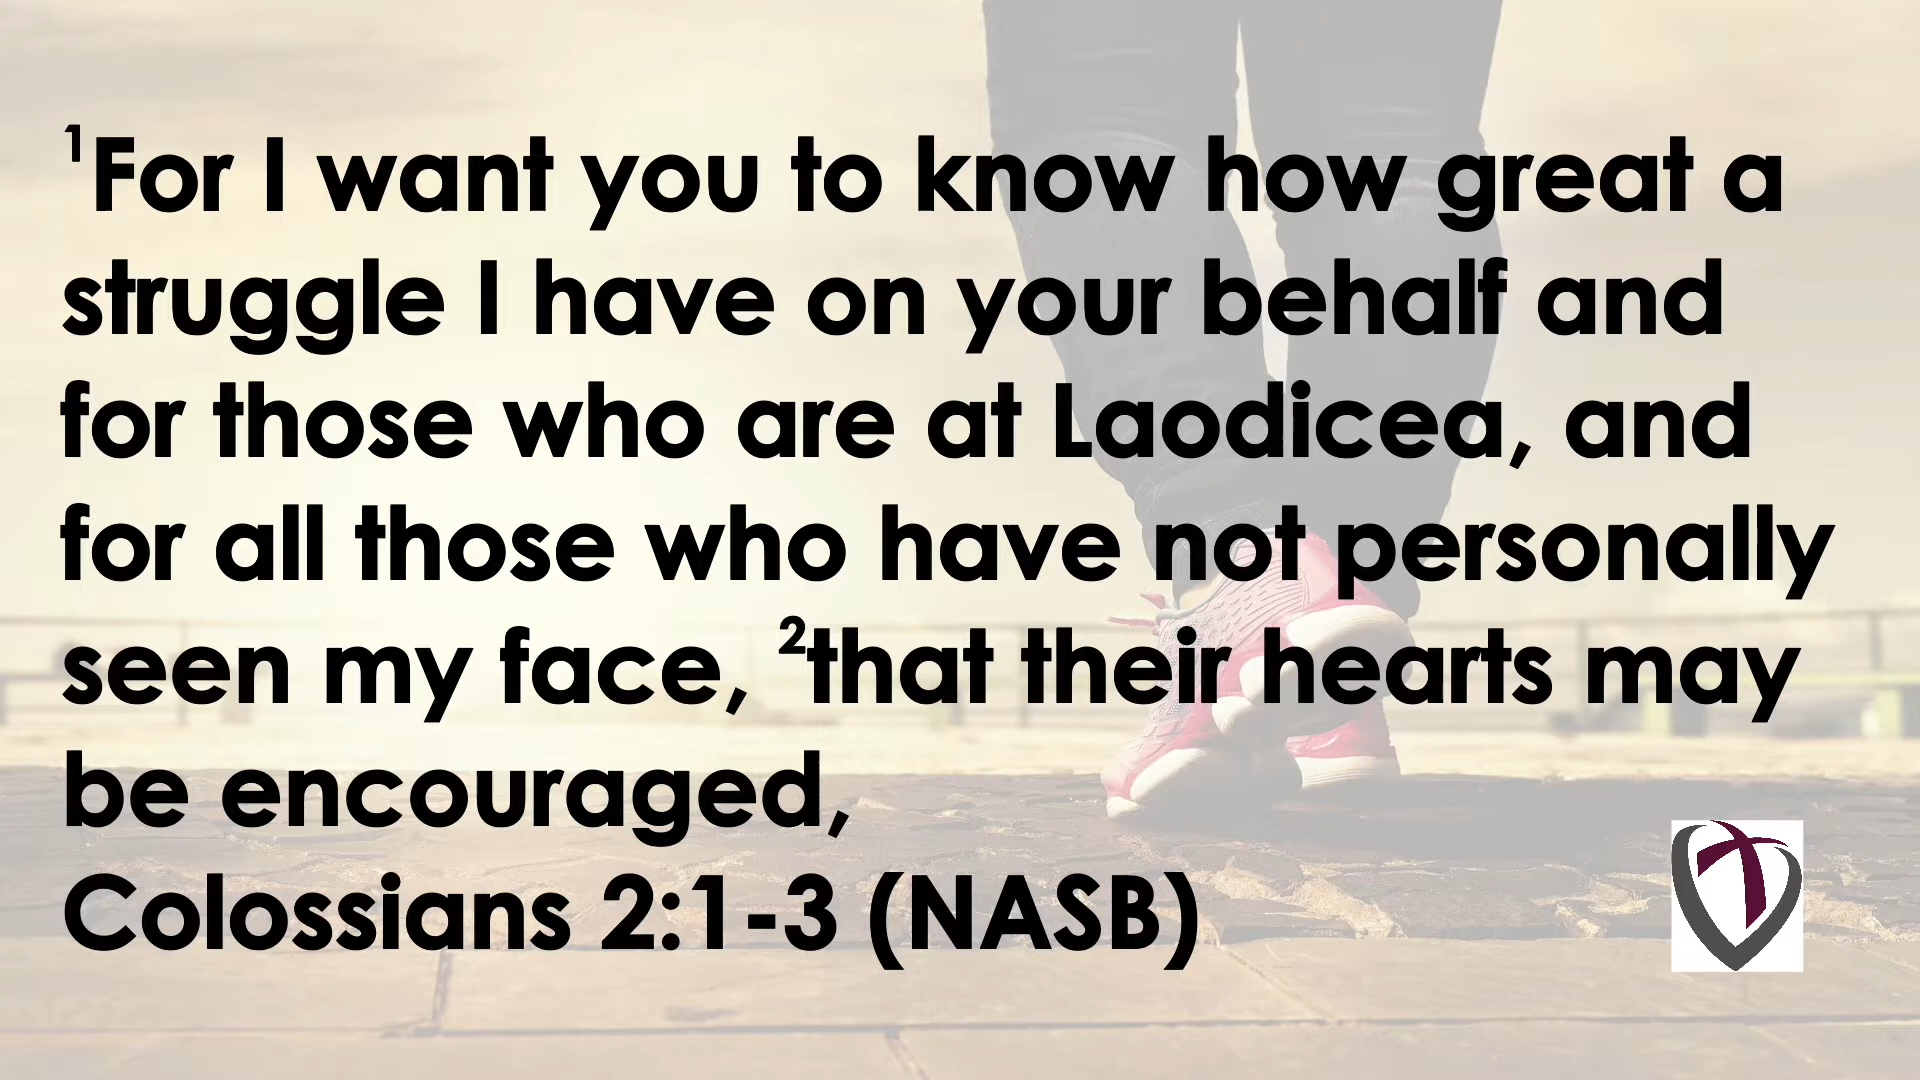 ¹For I want you to know how great a
struggle I have on your behalf and
for those who are at Laodicea, and
for all those who have not personally
seen my face, ²that their hearts may
be encouraged,
Colossians 2:1-3 (NASB)